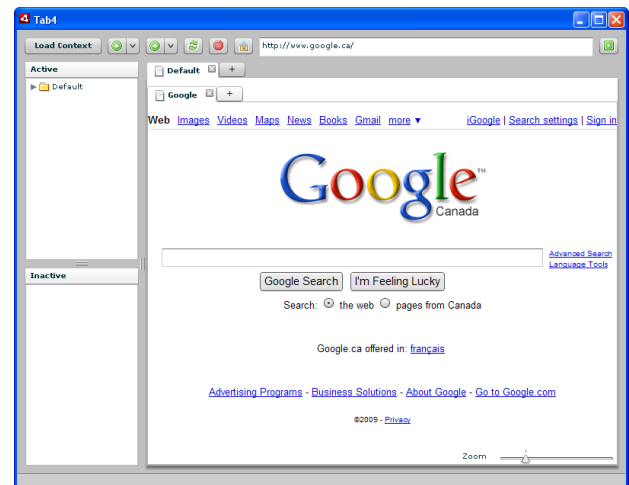 Tab4
Load Context http://www.google.ca/
Active Default +
Default
Google +
Web Images Videos Maps News Books Gmail more ▼ iGoogle | Search settings | Sign in
Google™
Canada
Advanced Search
Language Tools
Inactive
Google Search I'm Feeling Lucky
Search: the web pages from Canada
Google.ca offered in: français
Advertising Programs - Business Solutions - About Google - Go to Google.com
©2009 - Privacy
Zoom